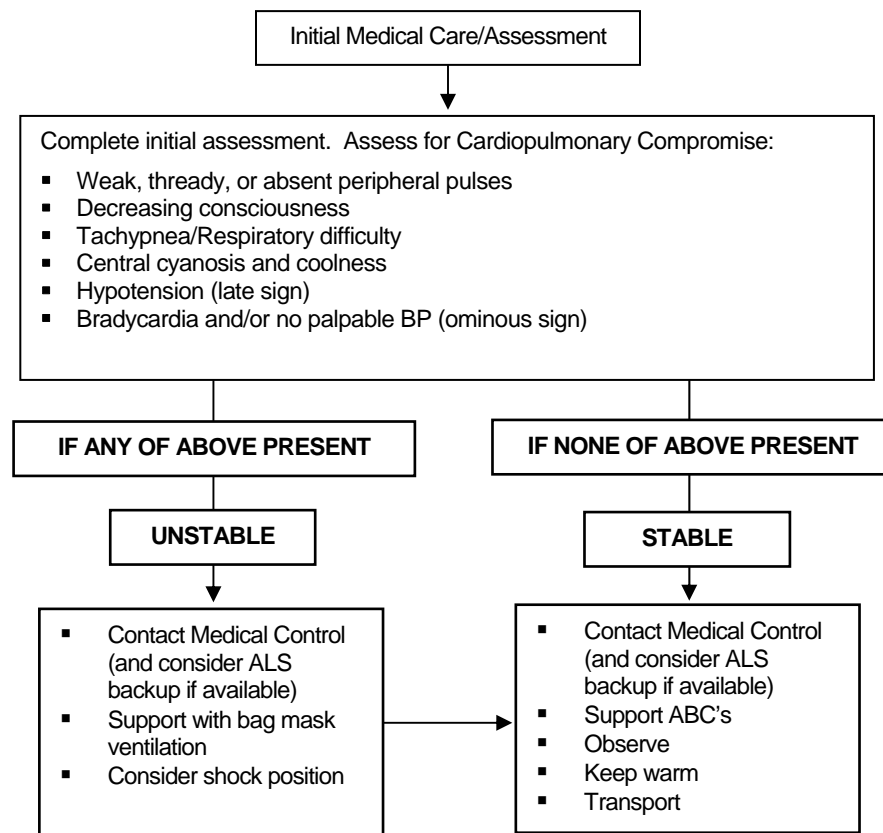 Initial Medical Care/Assessment
Complete initial assessment.  Assess for Cardiopulmonary Compromise:
▪ Weak, thready, or absent peripheral pulses
▪ Decreasing consciousness
▪ Tachypnea/Respiratory difficulty
▪ Central cyanosis and coolness
▪ Hypotension (late sign)
▪ Bradycardia and/or no palpable BP (ominous sign)
IF ANY OF ABOVE PRESENT
IF NONE OF ABOVE PRESENT
UNSTABLE
STABLE
▪ Contact Medical Control
(and consider ALS
backup if available)
▪ Support with bag mask
ventilation
▪ Consider shock position
▪ Contact Medical Control
(and consider ALS
backup if available)
▪ Support ABC's
▪ Observe
▪ Keep warm
▪ Transport